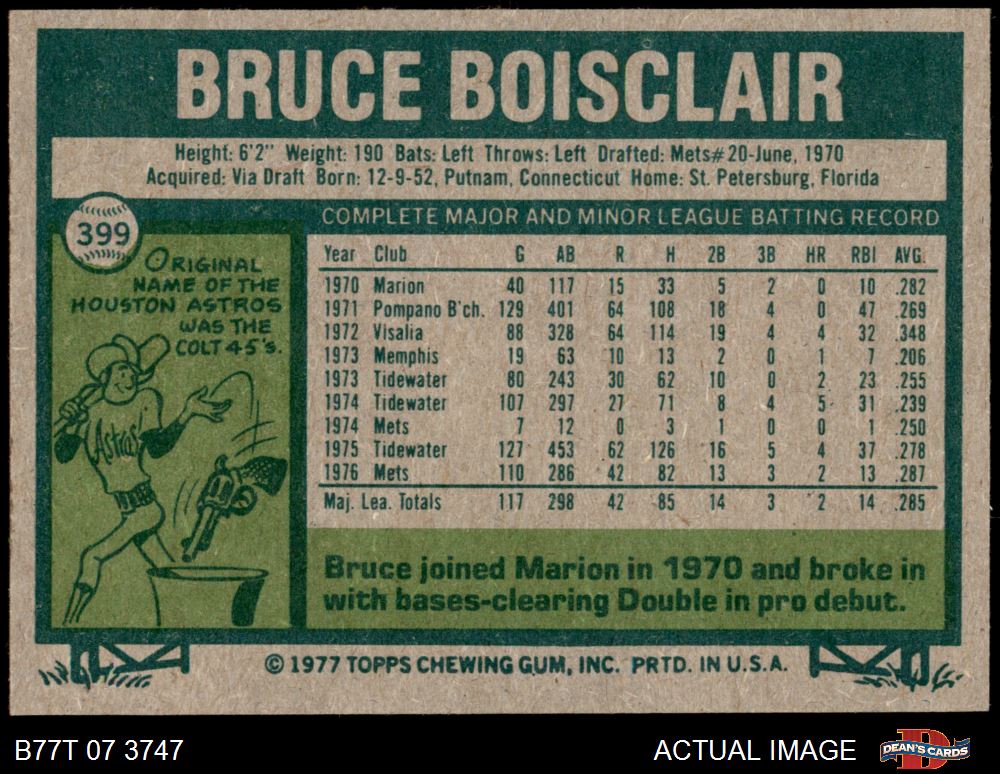 BRUCE BOISCLAIR
Height: 6'2" Weight: 190 Bats: Left Throws: Left Drafted: Mets#20-June, 1970
Acquired: Via Draft Born: 12-9-52, Putnam, Connecticut Home: St. Petersburg, Florida
399
ORIGINAL
NAME OF THE
HOUSTON ASTROS
WAS THE
COLT 45's.
Astros
COMPLETE MAJOR AND MINOR LEAGUE BATTING RECORD
Year Club G AB R H 2B 3B HR RBI AVG.
1970 Marion 40 117 15 33 5 2 0 10 .282
1971 Pompano B'ch. 129 401 64 108 18 4 0 47 .269
1972 Visalia 88 328 64 114 19 4 4 32 .348
1973 Memphis 19 63 10 13 2 0 1 7 .206
1973 Tidewater 80 243 30 62 10 0 2 23 .255
1974 Tidewater 107 297 27 71 8 4 5 31 .239
1974 Mets 7 12 0 3 1 0 0 1 .250
1975 Tidewater 127 453 62 126 16 5 4 37 .278
1976 Mets 110 286 42 82 13 3 2 13 .287
Maj. Lea. Totals 117 298 42 85 14 3 2 14 .285
Bruce joined Marion in 1970 and broke in
with bases-clearing Double in pro debut.
© 1977 TOPPS CHEWING GUM, INC. PRTD. IN U.S.A.
B77T 07 3747 ACTUAL IMAGE DEAN'S CARDS